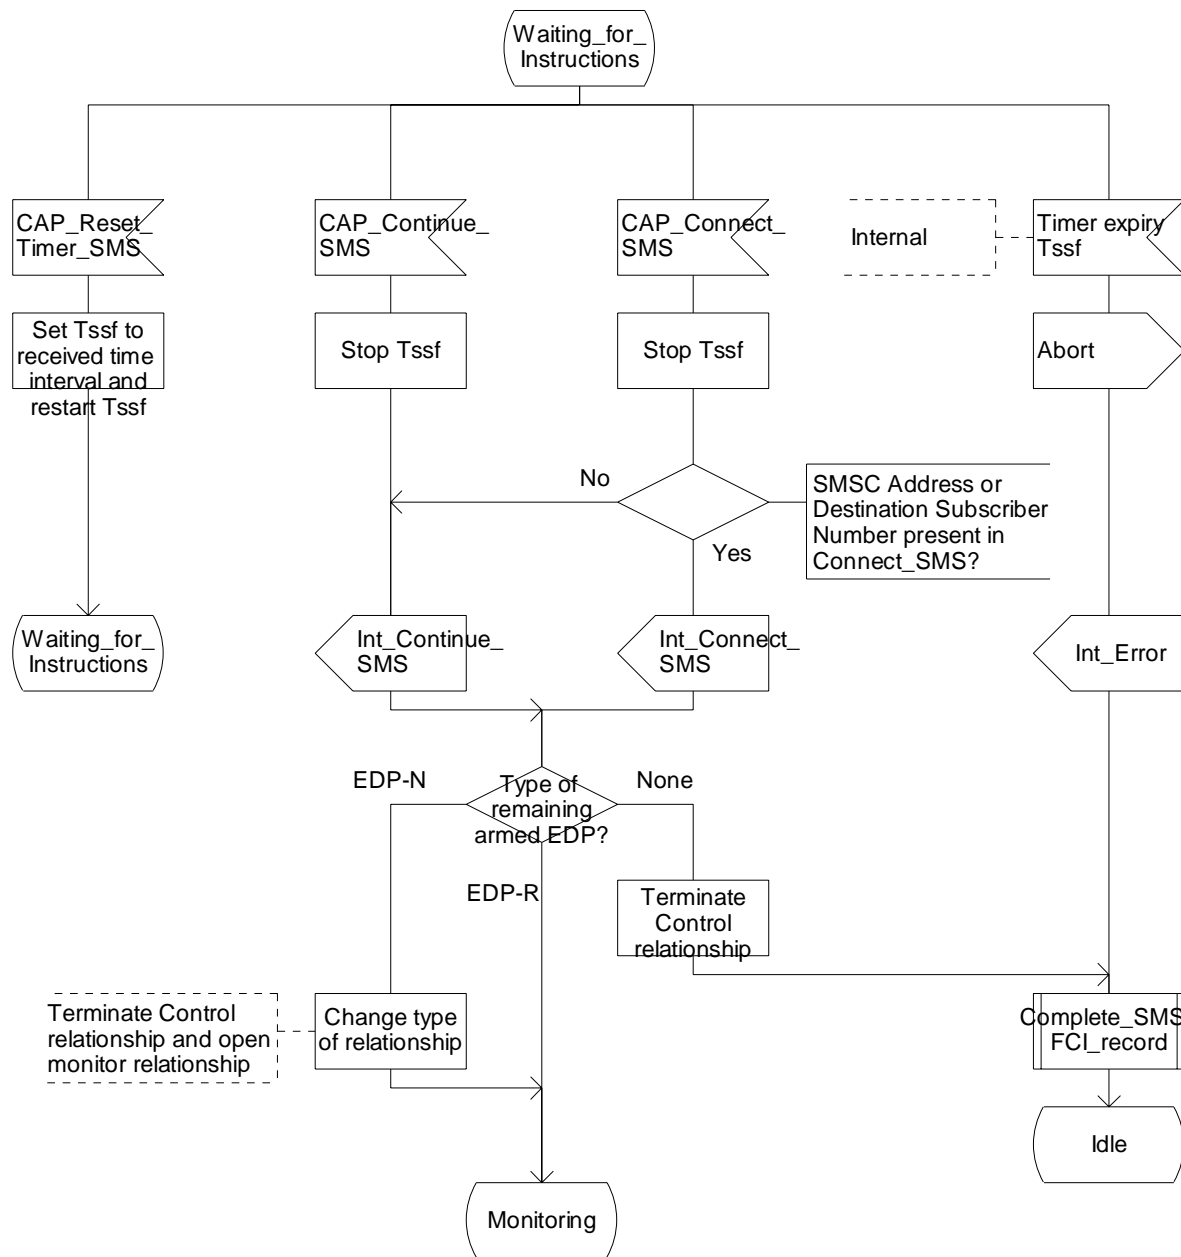 Waiting_for_
Instructions
CAP_Reset_
Timer_SMS
CAP_Continue_
SMS
CAP_Connect_
SMS
Internal
Timer expiry
Tssf
Set Tssf to
received time
interval and
restart Tssf
Stop Tssf
Stop Tssf
Abort
No
Yes
SMSC Address or
Destination Subscriber
Number present in
Connect_SMS?
Waiting_for_
Instructions
Int_Continue_
SMS
Int_Connect_
SMS
Int_Error
EDP-N
Type of
remaining
armed EDP?
None
EDP-R
Terminate
Control
relationship
Terminate Control
relationship and open
monitor relationship
Change type
of relationship
Complete_SMS
FCI_record
Idle
Monitoring